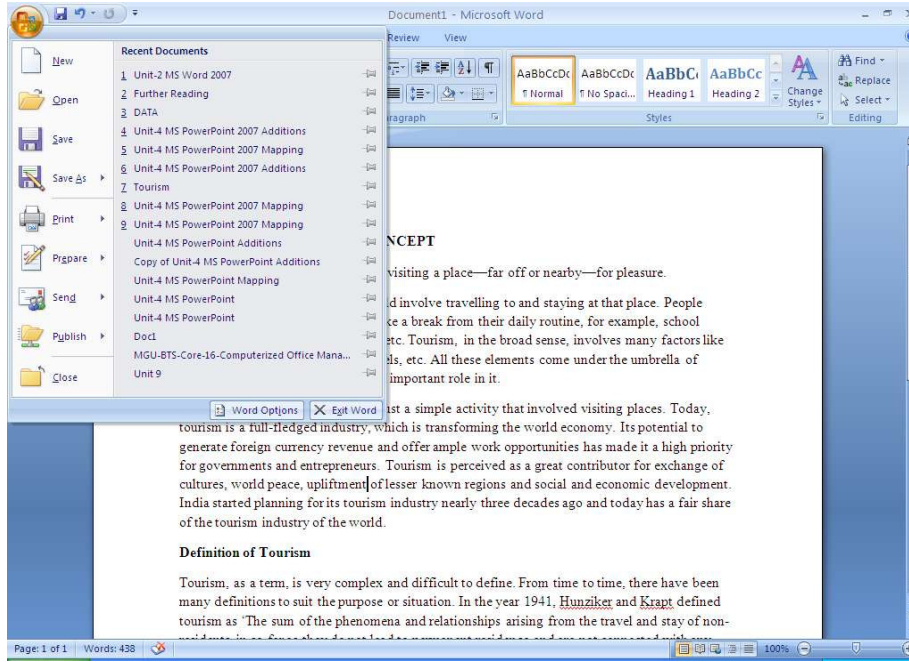 Document1 - Microsoft Word
Review View
New
Open
Save
Save As
Print
Prepare
Send
Publish
Close
Recent Documents
1 Unit-2 MS Word 2007
2 Further Reading
3 DATA
4 Unit-4 MS PowerPoint 2007 Additions
5 Unit-4 MS PowerPoint 2007 Mapping
6 Unit-4 MS PowerPoint 2007 Additions
7 Tourism
8 Unit-4 MS PowerPoint 2007 Mapping
9 Unit-4 MS PowerPoint 2007 Mapping
Unit-4 MS PowerPoint Additions
Copy of Unit-4 MS PowerPoint Additions
Unit-4 MS PowerPoint Mapping
Unit-4 MS PowerPoint
Unit-4 MS PowerPoint
Doc1
MGU-BTS-Core-16-Computerized Office Mana...
Unit 9
Word Options Exit Word
AaBbCcDc AaBbCcDc AaBbC AaBbCc
¶ Normal ¶ No Spaci... Heading 1 Heading 2
Change
Styles
Find
Replace
Select
aragraph Styles Editing
NCEPT
visiting a place—far off or nearby—for pleasure.
d involve travelling to and staying at that place. People
ke a break from their daily routine, for example, school
etc. Tourism, in the broad sense, involves many factors like
els, etc. All these elements come under the umbrella of
important role in it.
ust a simple activity that involved visiting places. Today,
tourism is a full-fledged industry, which is transforming the world economy. Its potential to
generate foreign currency revenue and offer ample work opportunities has made it a high priority
for governments and entrepreneurs. Tourism is perceived as a great contributor for exchange of
cultures, world peace, upliftment of lesser known regions and social and economic development.
India started planning for its tourism industry nearly three decades ago and today has a fair share
of the tourism industry of the world.
Definition of Tourism
Tourism, as a term, is very complex and difficult to define. From time to time, there have been
many definitions to suit the purpose or situation. In the year 1941, Hunziker and Krapt defined
tourism as 'The sum of the phenomena and relationships arising from the travel and stay of non-
Page: 1 of 1 Words: 438 100%